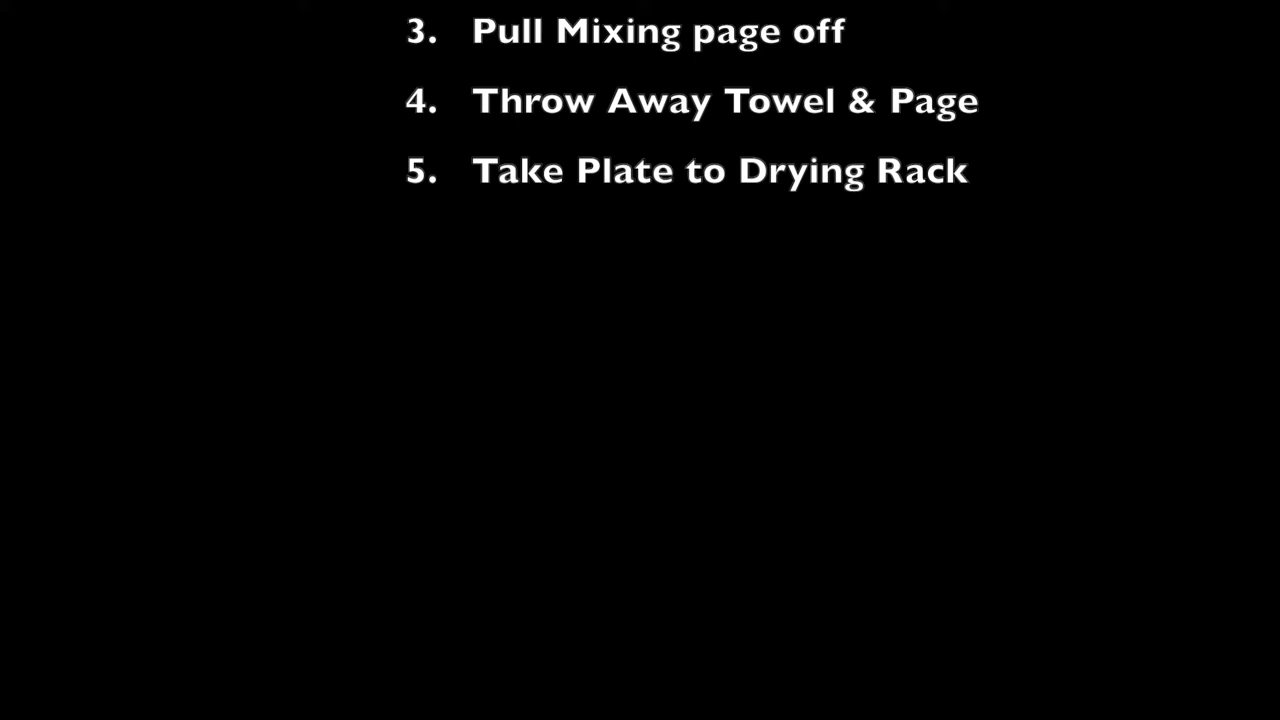 3. Pull Mixing page off
4. Throw Away Towel & Page
5. Take Plate to Drying Rack